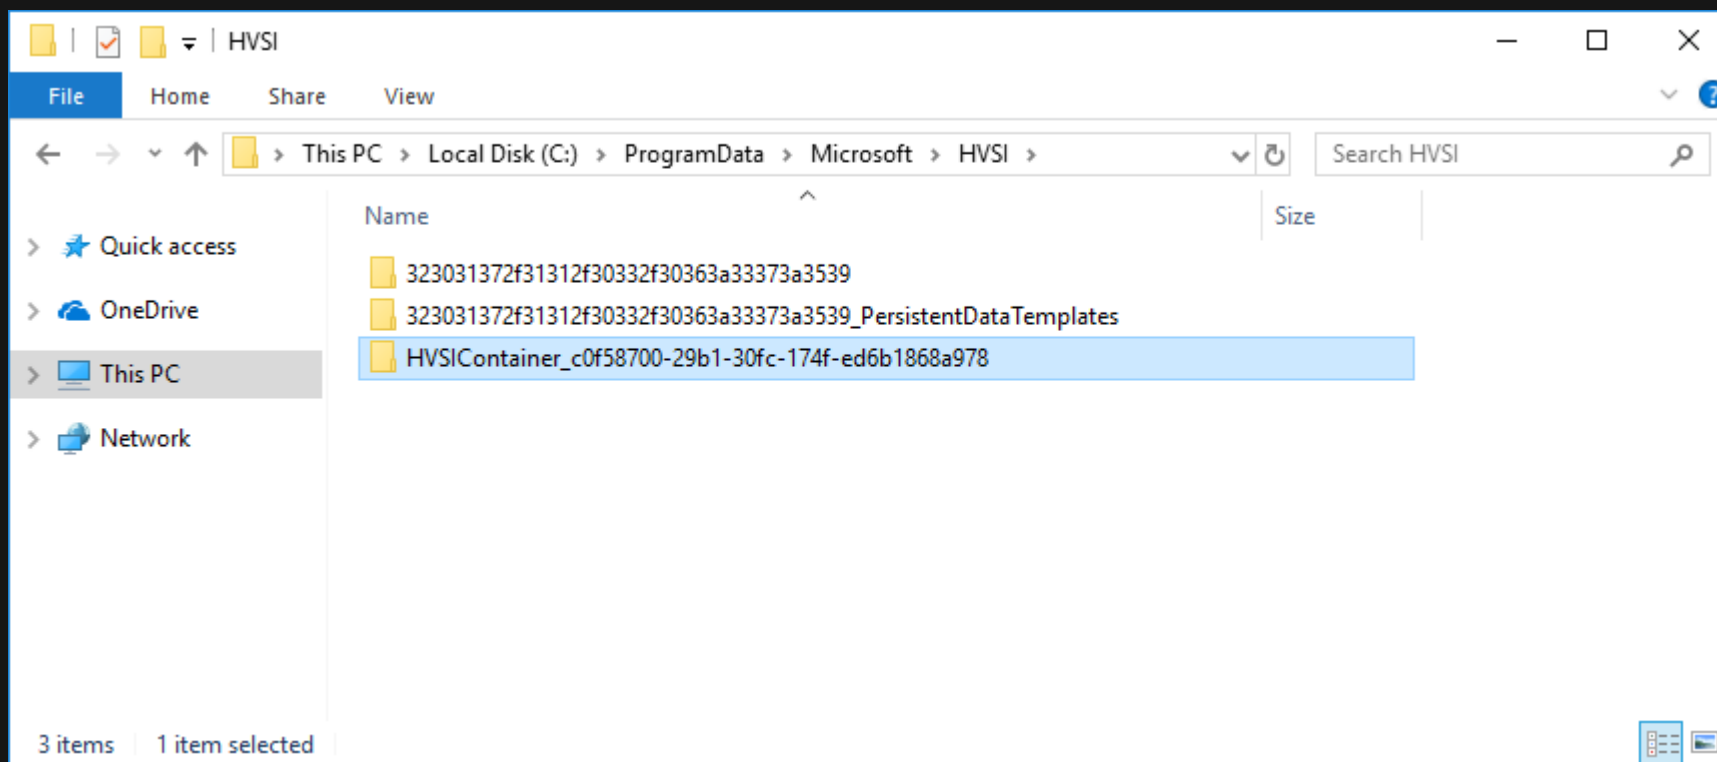 HVSI
File Home Share View
This PC Local Disk (C:) ProgramData Microsoft HVSI Search HVSI
Name Size
Quick access
OneDrive
This PC
Network
323031372f31312f30332f30363a33373a3539
323031372f31312f30332f30363a33373a3539_PersistentDataTemplates
HVSIContainer_c0f58700-29b1-30fc-174f-ed6b1868a978
3 items 1 item selected